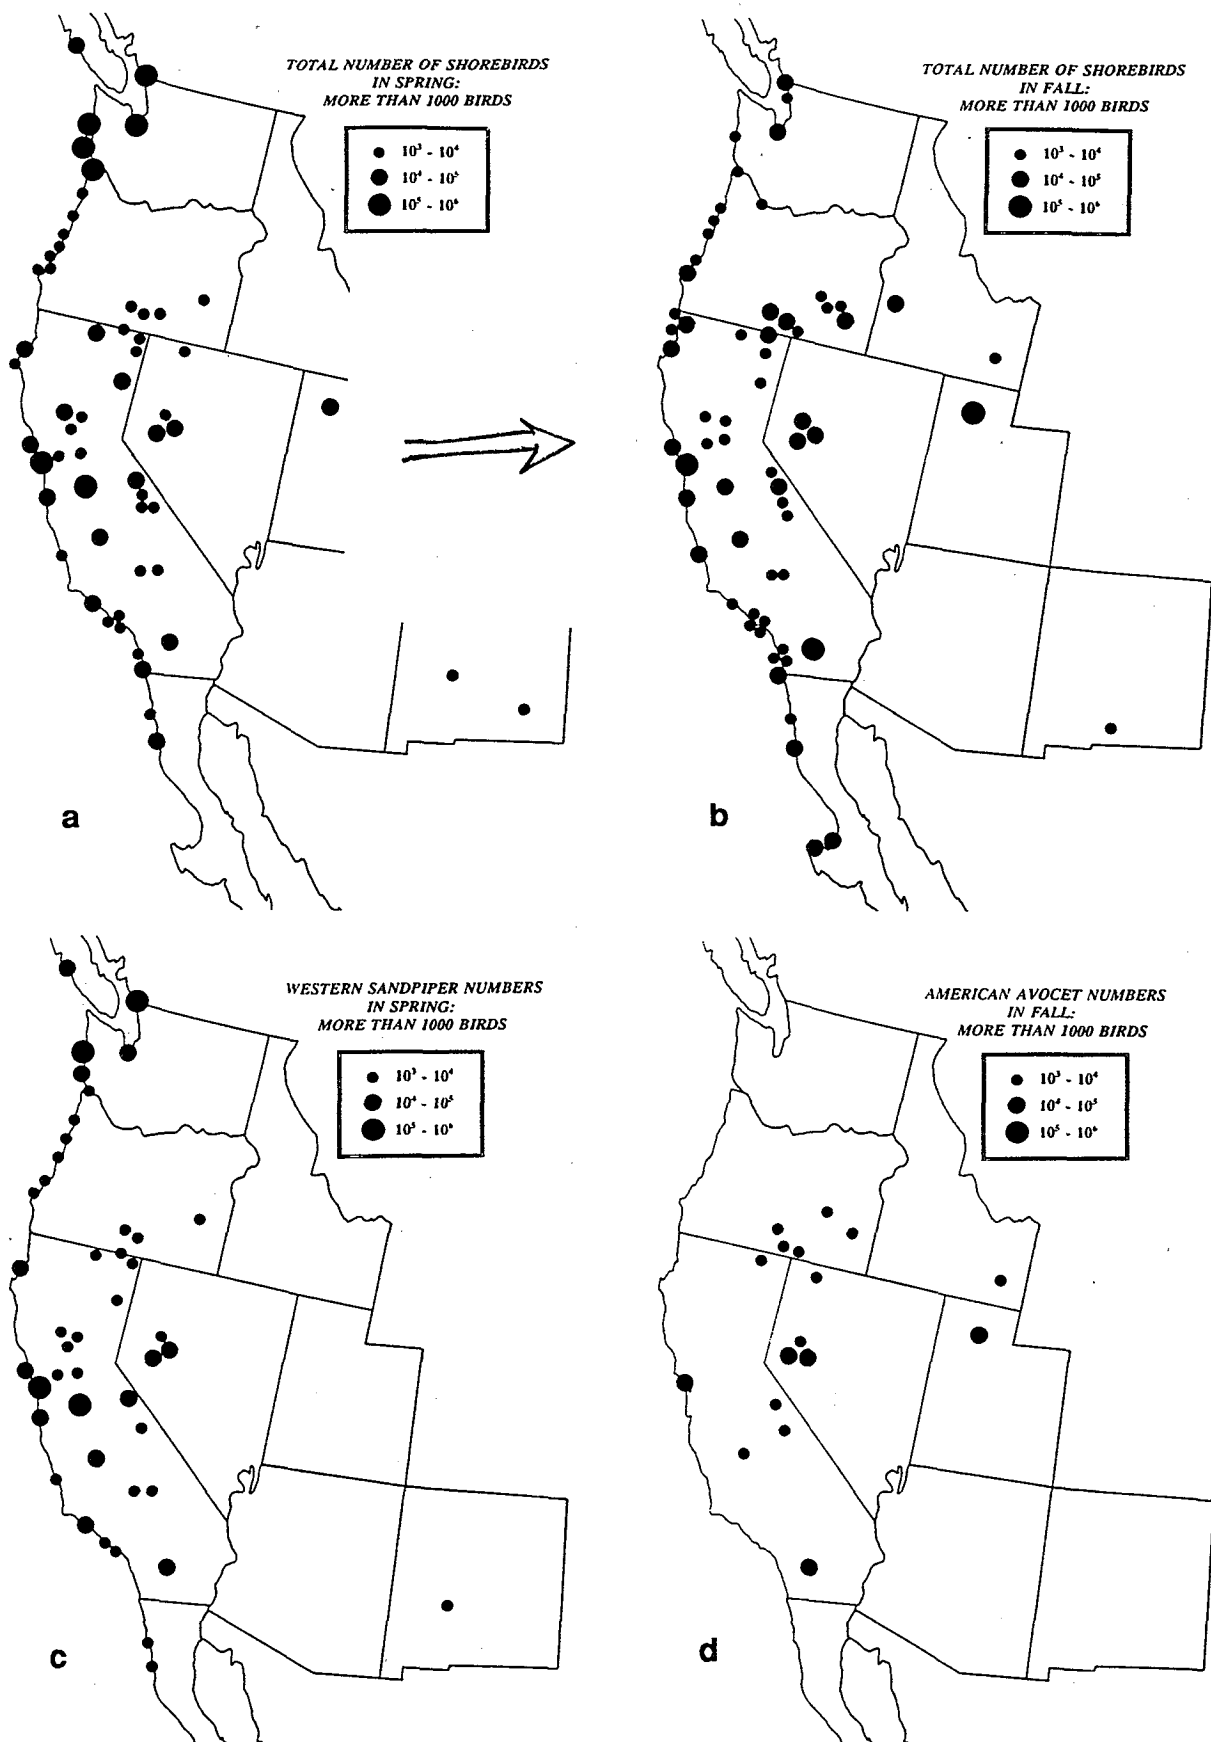 TOTAL NUMBER OF SHOREBIRDS
IN SPRING:
MORE THAN 1000 BIRDS
10³ - 10⁴
10⁴ - 10⁵
10⁵ - 10⁶
a
TOTAL NUMBER OF SHOREBIRDS
IN FALL:
MORE THAN 1000 BIRDS
10³ - 10⁴
10⁴ - 10⁵
10⁵ - 10⁶
b
WESTERN SANDPIPER NUMBERS
IN SPRING:
MORE THAN 1000 BIRDS
10³ - 10⁴
10⁴ - 10⁵
10⁵ - 10⁶
c
AMERICAN AVOCET NUMBERS
IN FALL:
MORE THAN 1000 BIRDS
10³ - 10⁴
10⁴ - 10⁵
10⁵ - 10⁶
d